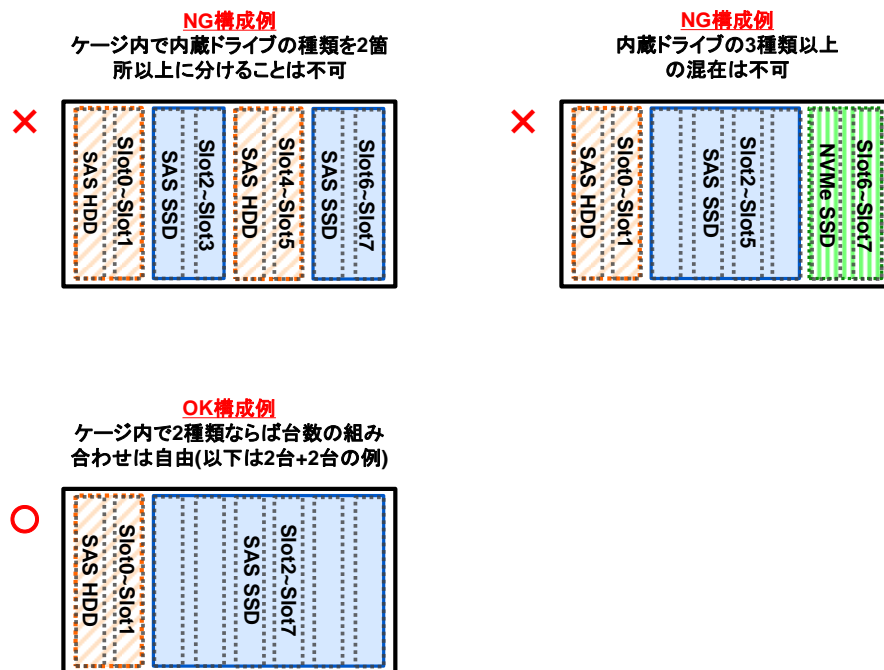 NG構成例
ケージ内で内蔵ドライブの種類を2箇
所以上に分けることは不可
×
Slot0~Slot1
SAS HDD
Slot2~Slot3
SAS SSD
Slot4~Slot5
SAS HDD
Slot6~Slot7
SAS SSD
NG構成例
内蔵ドライブの3種類以上
の混在は不可
×
Slot0~Slot1
SAS HDD
Slot2~Slot5
SAS SSD
Slot6~Slot7
NVMe SSD
OK構成例
ケージ内で2種類ならば台数の組み
合わせは自由(以下は2台+2台の例)
○
Slot0~Slot1
SAS HDD
Slot2~Slot7
SAS SSD